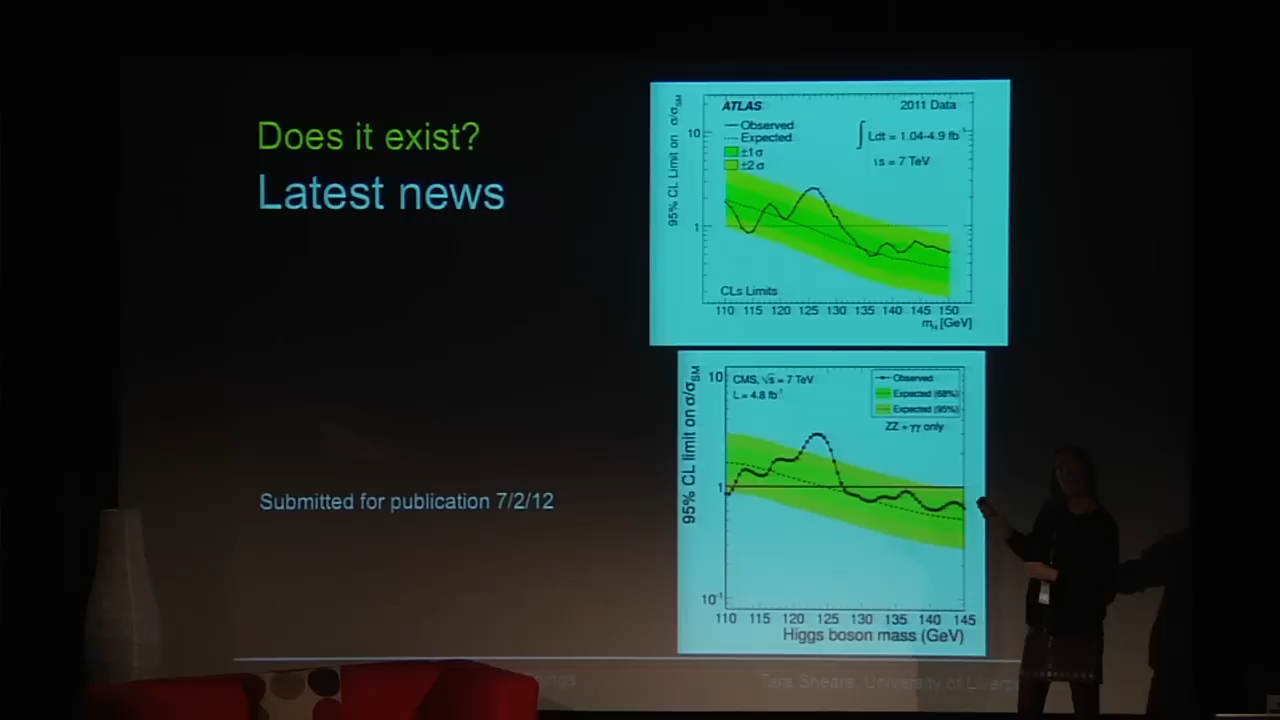 Does it exist?
Latest news
Submitted for publication 7/2/12
ATLAS
2011 Data
Observed
Expected
±1 σ
±2 σ
∫ Ldt = 1.04-4.9 fb⁻¹
√s = 7 TeV
95% CL Limit on σ/σSM
10
1
CLs Limits
110 115 120 125 130 135 140 145 150
mH [GeV]
CMS, √s = 7 TeV
L = 4.8 fb⁻¹
Observed
Expected (68%)
Expected (95%)
ZZ + γγ only
95% CL limit on σ/σSM
10
1
10⁻¹
110 115 120 125 130 135 140 145
Higgs boson mass (GeV)
Tara Shears, University of